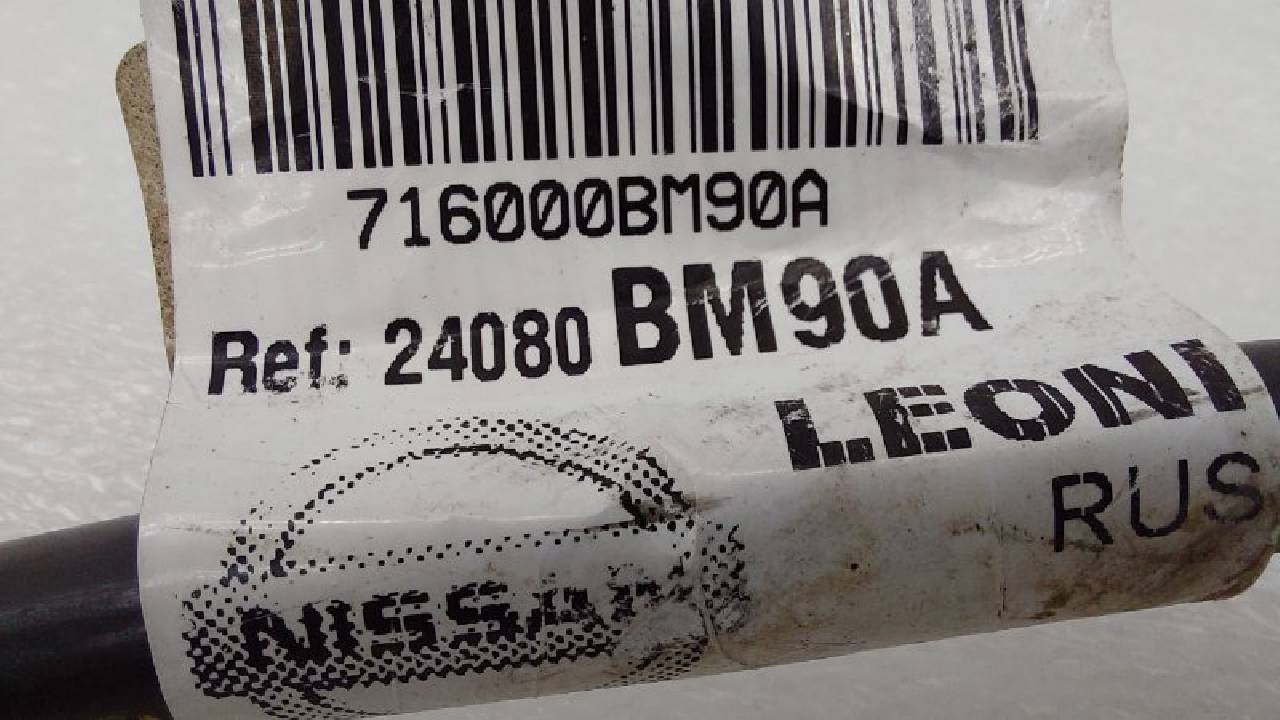 716000BM90A
Ref: 24080 BM90A
LEONI
RUS
NISSAN